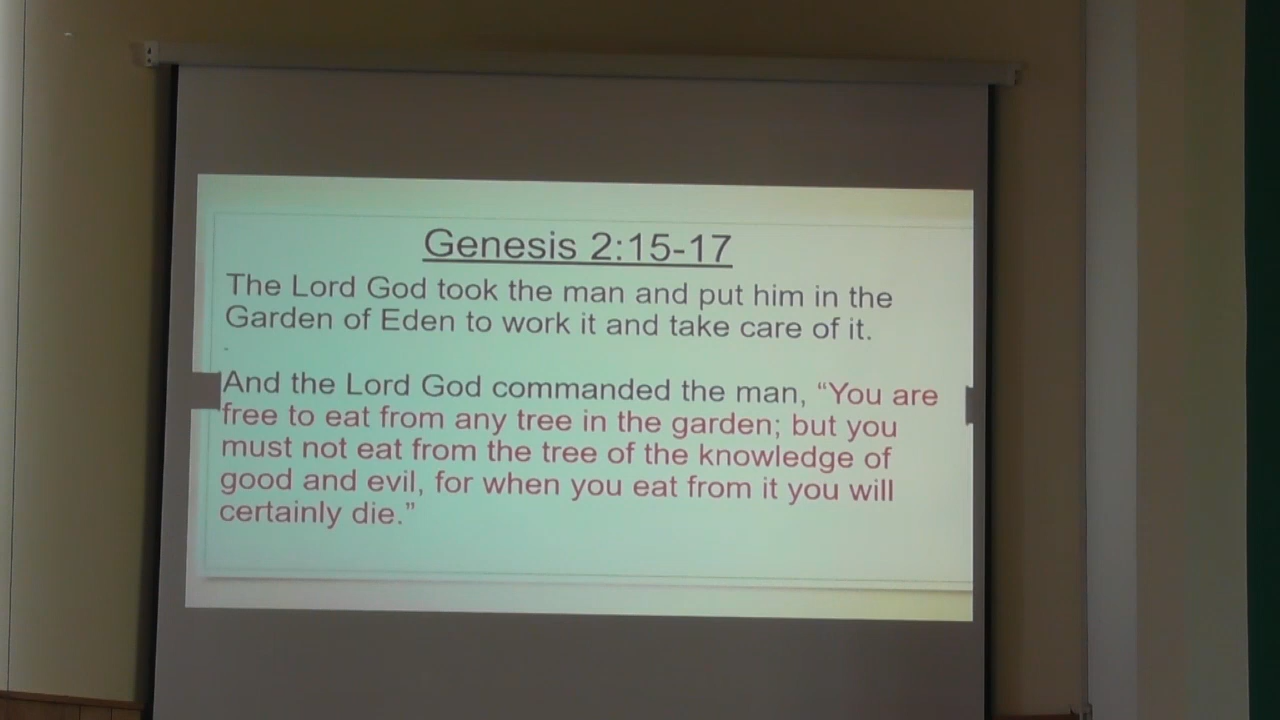 Genesis 2:15-17
The Lord God took the man and put him in the
Garden of Eden to work it and take care of it.
And the Lord God commanded the man, “You are
free to eat from any tree in the garden; but you
must not eat from the tree of the knowledge of
good and evil, for when you eat from it you will
certainly die.”